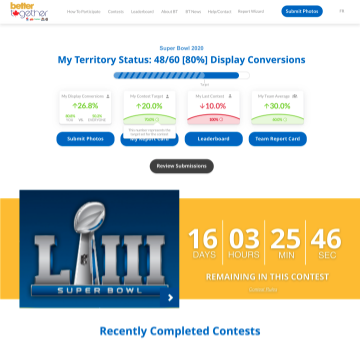 better
together
How To Participate Contests Leaderboard About BT BT News Help/Contact Report Wizard Submit Photos FR
Super Bowl 2020
My Territory Status: 48/60 [80%] Display Conversions
My Display Conversions My Contest Target My Last Contest My Team Average
26.8% 20.0% 10.0% 30.0%
Submit Photos My Report Card Leaderboard Team Report Card
Review Submissions
LIII
SUPER BOWL
16 03 25 46
DAYS HOURS MIN SEC
REMAINING IN THIS CONTEST
Recently Completed Contests